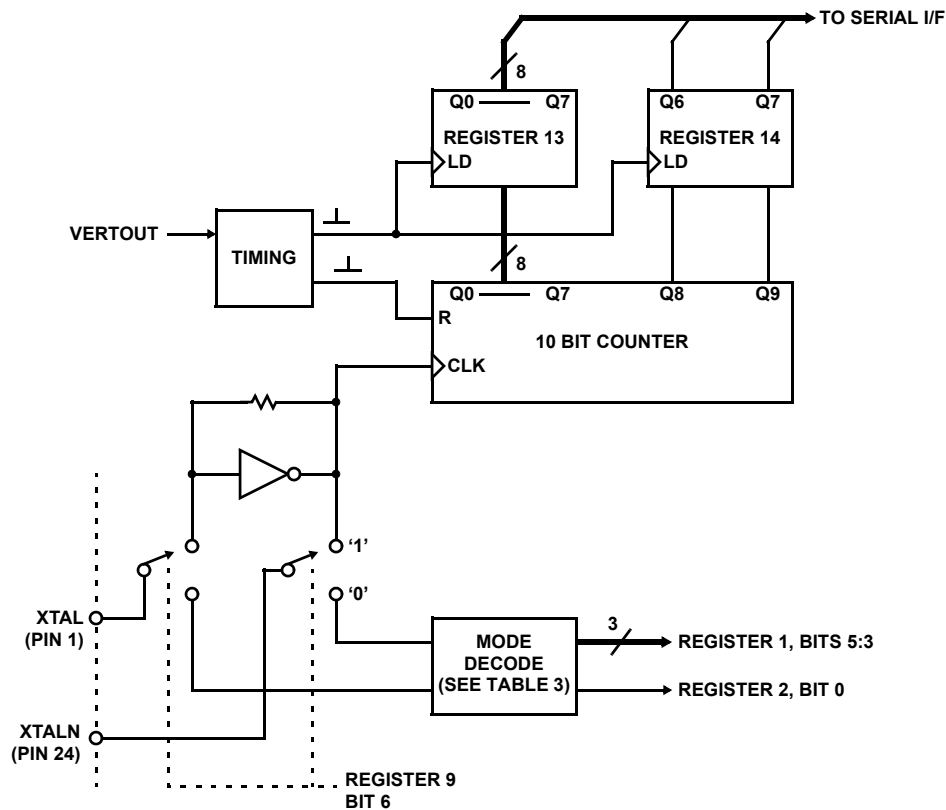 TO SERIAL I/F
8
Q0 Q7
Q6 Q7
REGISTER 13
REGISTER 14
LD
LD
VERTOUT
TIMING
8
Q0 Q7 Q8 Q9
R
10 BIT COUNTER
CLK
‘1’
‘0’
XTAL
(PIN 1)
MODE
DECODE
(SEE TABLE 3)
3
REGISTER 1, BITS 5:3
REGISTER 2, BIT 0
XTALN
(PIN 24)
REGISTER 9
BIT 6